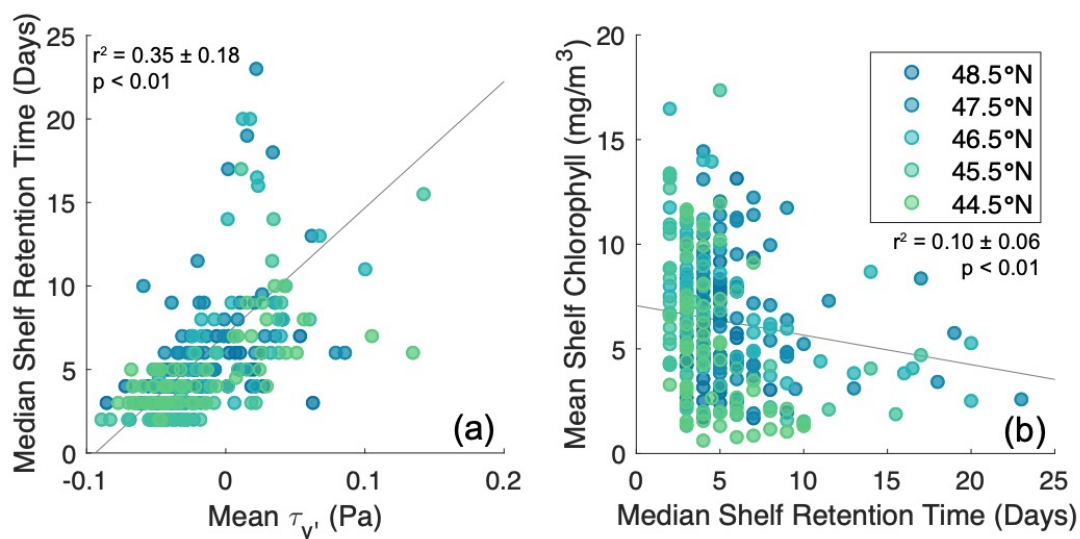 r² = 0.35 ± 0.18
p < 0.01
25
20
15
10
5
0
-0.1
0
0.1
0.2
Median Shelf Retention Time (Days)
Mean τy' (Pa)
(a)
20
15
10
5
0
0
5
10
15
20
25
Mean Shelf Chlorophyll (mg/m³)
Median Shelf Retention Time (Days)
48.5°N
47.5°N
46.5°N
45.5°N
44.5°N
r² = 0.10 ± 0.06
p < 0.01
(b)